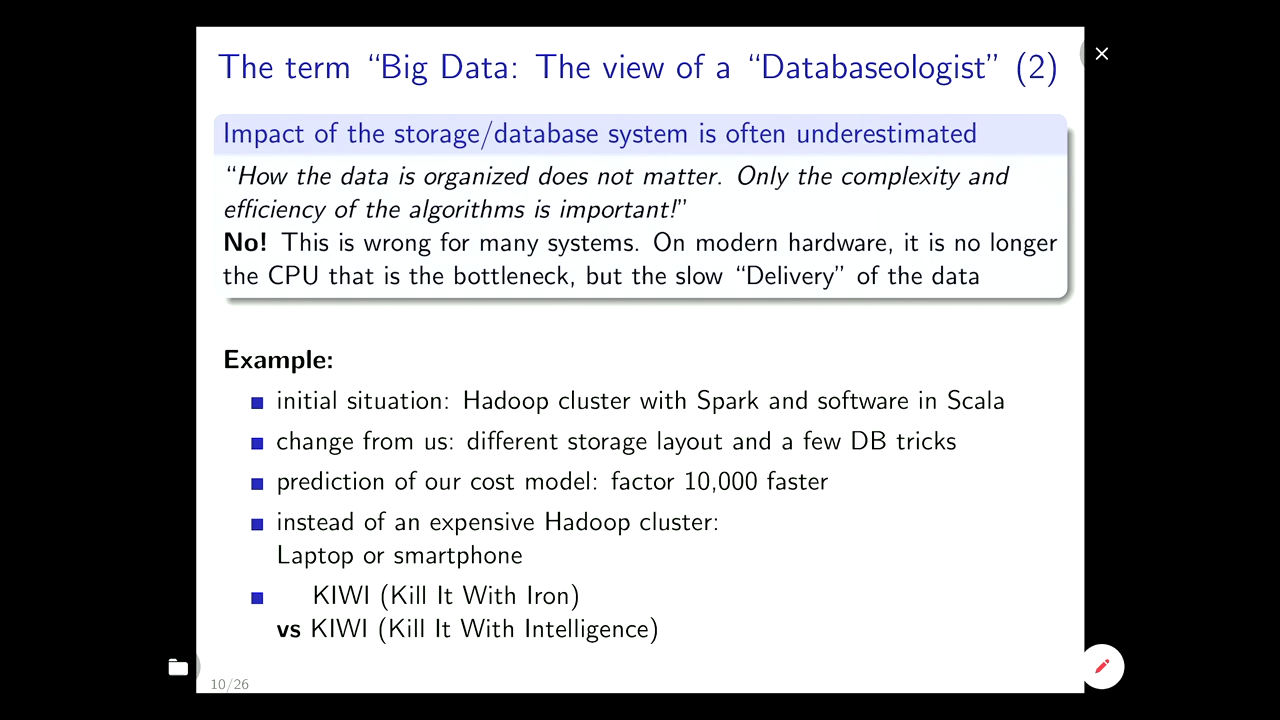 The term “Big Data: The view of a “Databaseologist” (2)
Impact of the storage/database system is often underestimated
“How the data is organized does not matter. Only the complexity and
efficiency of the algorithms is important!”
No! This is wrong for many systems. On modern hardware, it is no longer
the CPU that is the bottleneck, but the slow “Delivery” of the data
Example:
initial situation: Hadoop cluster with Spark and software in Scala
change from us: different storage layout and a few DB tricks
prediction of our cost model: factor 10,000 faster
instead of an expensive Hadoop cluster:
Laptop or smartphone
KIWI (Kill It With Iron)
vs KIWI (Kill It With Intelligence)
10/26